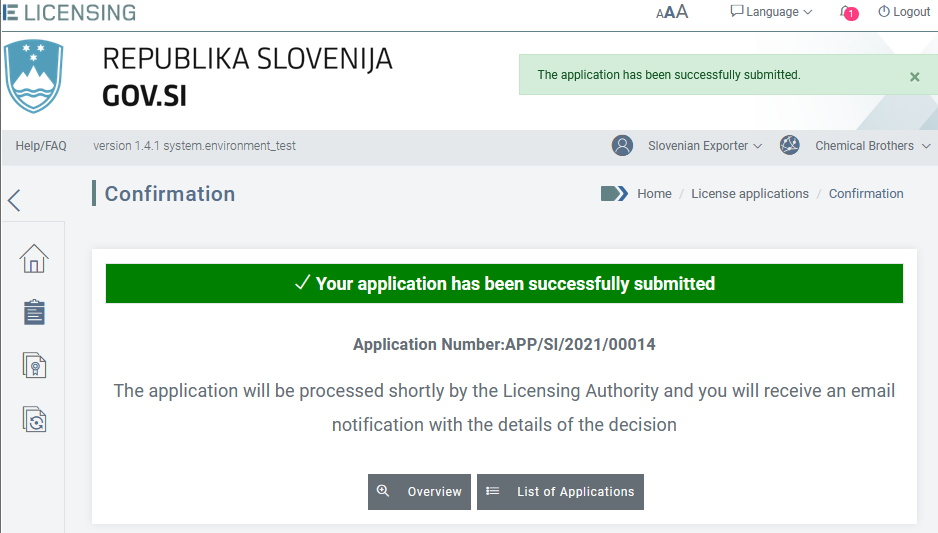 E LICENSING
AAA
Language
1
Logout
REPUBLIKA SLOVENIJA
GOV.SI
The application has been successfully submitted.
×
Help/FAQ
version 1.4.1 system.environment_test
Slovenian Exporter
Chemical Brothers
Confirmation
Home / License applications / Confirmation
✓ Your application has been successfully submitted
Application Number:APP/SI/2021/00014
The application will be processed shortly by the Licensing Authority and you will receive an email
notification with the details of the decision
Overview
List of Applications